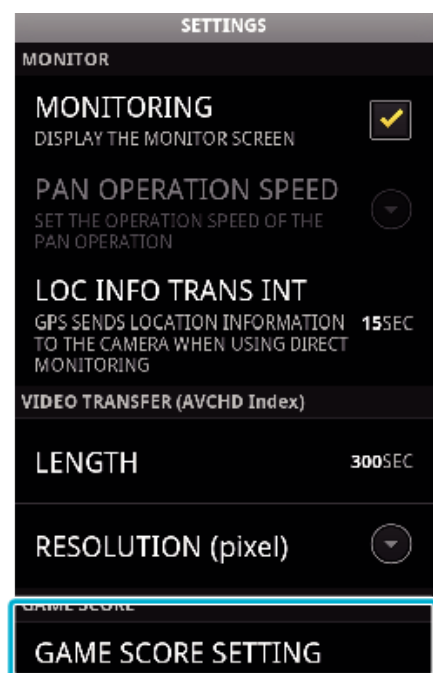 SETTINGS
MONITOR
MONITORING
DISPLAY THE MONITOR SCREEN
PAN OPERATION SPEED
SET THE OPERATION SPEED OF THE
PAN OPERATION
LOC INFO TRANS INT
GPS SENDS LOCATION INFORMATION 15SEC
TO THE CAMERA WHEN USING DIRECT
MONITORING
VIDEO TRANSFER (AVCHD Index)
LENGTH 300SEC
RESOLUTION (pixel)
GAME SCORE
GAME SCORE SETTING